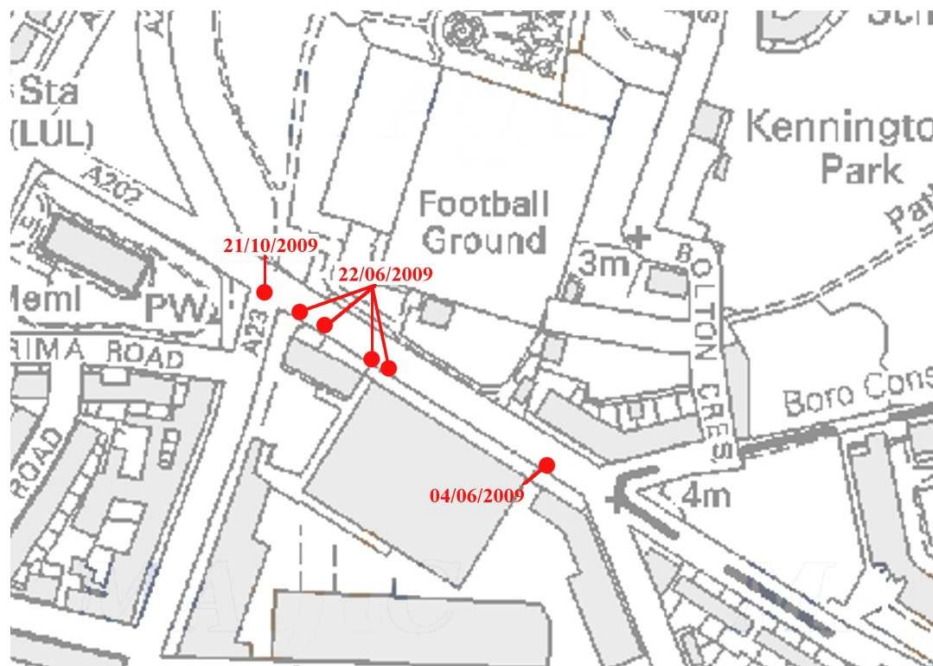 Sta
(LUL)
A202
Kennington
Park
Football
Ground
21/10/2009
22/06/2009
3m
BOLTON CRES
Meml
PW
A23
RIMA ROAD
Boro Cons
ROAD
04/06/2009
4m